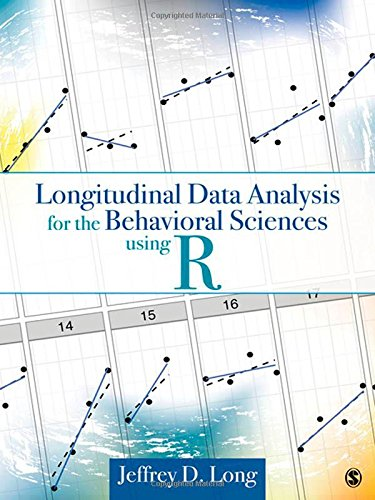 Longitudinal Data Analysis
for the Behavioral Sciences
using R
14 15 16 17
Jeffrey D. Long
S